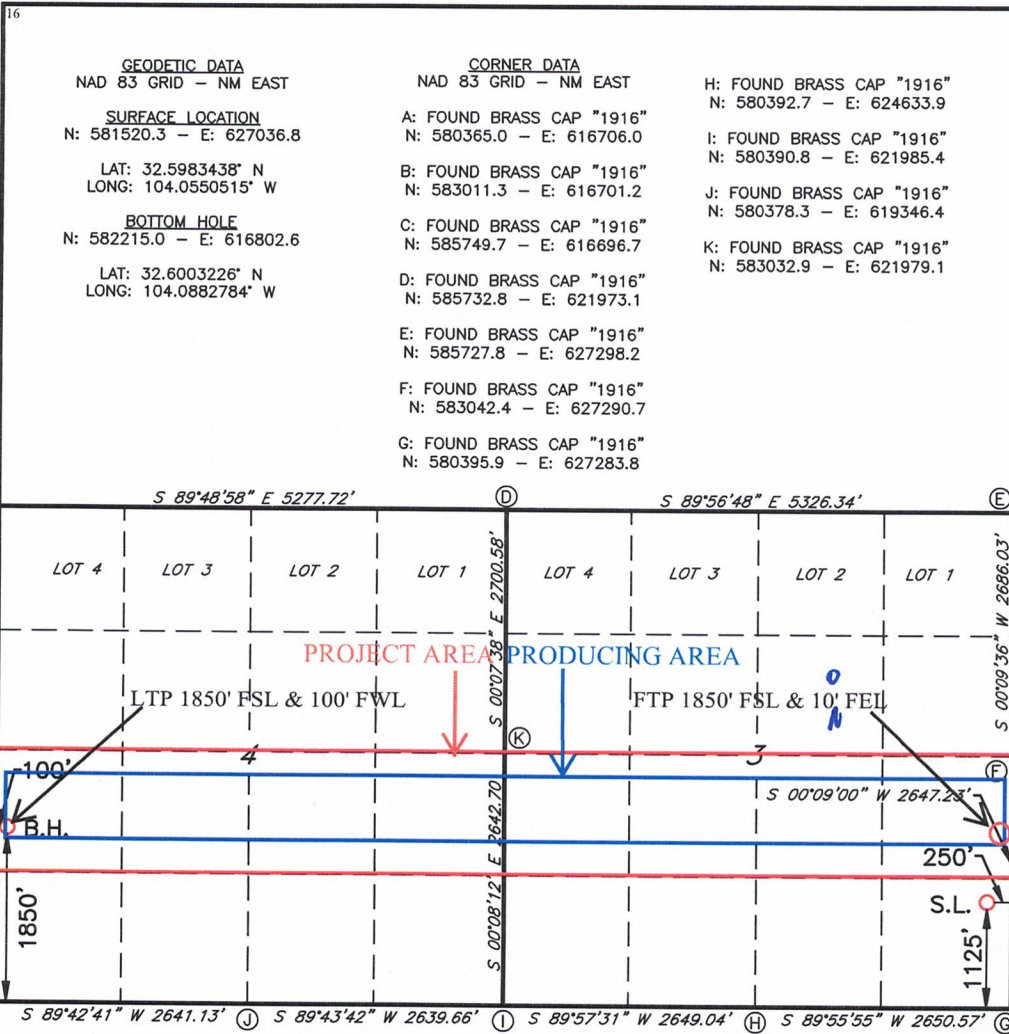 16
GEODETIC DATA
NAD 83 GRID – NM EAST
SURFACE LOCATION
N: 581520.3 – E: 627036.8
LAT: 32.5983438° N
LONG: 104.0550515° W
BOTTOM HOLE
N: 582215.0 – E: 616802.6
LAT: 32.6003226° N
LONG: 104.0882784° W
CORNER DATA
NAD 83 GRID – NM EAST
A: FOUND BRASS CAP "1916"
N: 580365.0 – E: 616706.0
B: FOUND BRASS CAP "1916"
N: 583011.3 – E: 616701.2
C: FOUND BRASS CAP "1916"
N: 585749.7 – E: 616696.7
D: FOUND BRASS CAP "1916"
N: 585732.8 – E: 621973.1
E: FOUND BRASS CAP "1916"
N: 585727.8 – E: 627298.2
F: FOUND BRASS CAP "1916"
N: 583042.4 – E: 627290.7
G: FOUND BRASS CAP "1916"
N: 580395.9 – E: 627283.8
H: FOUND BRASS CAP "1916"
N: 580392.7 – E: 624633.9
I: FOUND BRASS CAP "1916"
N: 580390.8 – E: 621985.4
J: FOUND BRASS CAP "1916"
N: 580378.3 – E: 619346.4
K: FOUND BRASS CAP "1916"
N: 583032.9 – E: 621979.1
S 89°48'58" E 5277.72'
D
S 89°56'48" E 5326.34'
E
LOT 4
LOT 3
LOT 2
LOT 1
LOT 4
LOT 3
LOT 2
LOT 1
S 00°07'38" E 2700.58'
S 00°09'36" W 2686.03'
PROJECT AREA
PRODUCING AREA
O
N
LTP 1850' FSL & 100' FWL
FTP 1850' FSL & 10' FEL
K
4
3
F
100'
S 00°09'00" W 2647.23'
B.H.
S 00°08'12" E 2642.70
250'
S.L.
1850'
1125'
S 89°42'41" W 2641.13'
J
S 89°43'42" W 2639.66'
I
S 89°57'31" W 2649.04'
H
S 89°55'55" W 2650.57'
G